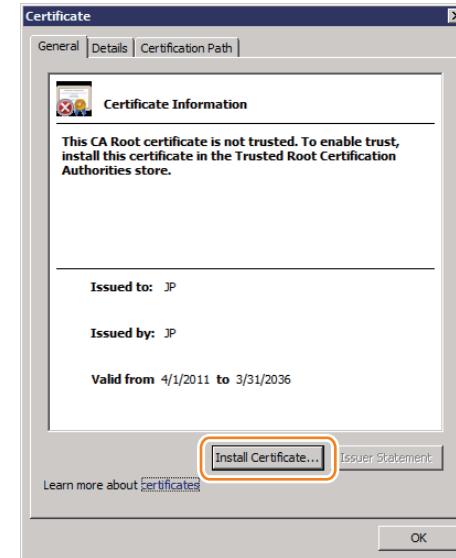 Certificate
General Details Certification Path
Certificate Information
This CA Root certificate is not trusted. To enable trust,
install this certificate in the Trusted Root Certification
Authorities store.
Issued to: JP
Issued by: JP
Valid from 4/1/2011 to 3/31/2036
Install Certificate... Issuer Statement
Learn more about certificates
OK